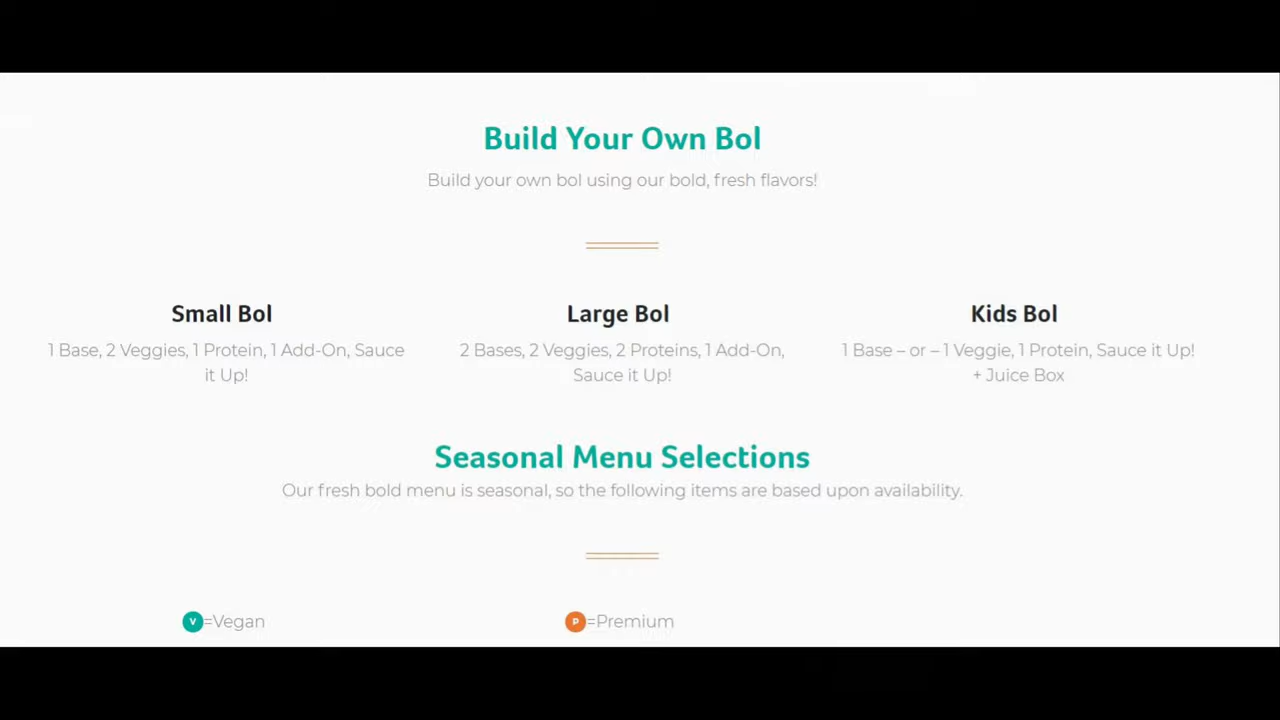 Build Your Own Bol
Build your own bol using our bold, fresh flavors!
Small Bol
1 Base, 2 Veggies, 1 Protein, 1 Add-On, Sauce
it Up!
Large Bol
2 Bases, 2 Veggies, 2 Proteins, 1 Add-On,
Sauce it Up!
Kids Bol
1 Base – or – 1 Veggie, 1 Protein, Sauce it Up!
+ Juice Box
Seasonal Menu Selections
Our fresh bold menu is seasonal, so the following items are based upon availability.
V =Vegan
P =Premium